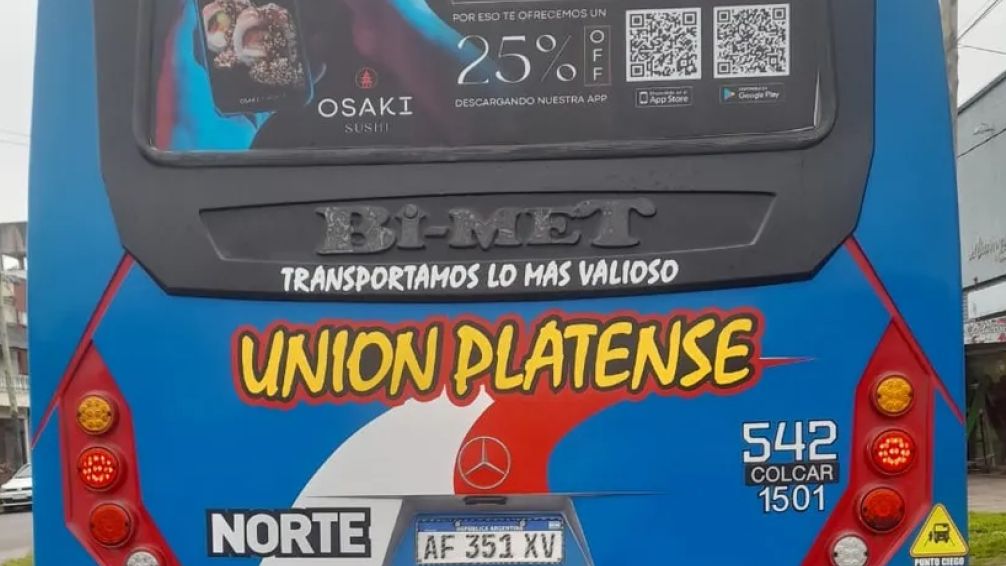 POR ESO TE OFRECEMOS UN
25% OFF
DESCARGANDO NUESTRA APP
App Store
Google Play
OSAKI
SUSHI
Bi-MET
TRANSPORTAMOS LO MAS VALIOSO
UNION PLATENSE
542
COLCAR
1501
NORTE
REPUBLICA ARGENTINA
AF 351 XV
PUNTO CIEGO